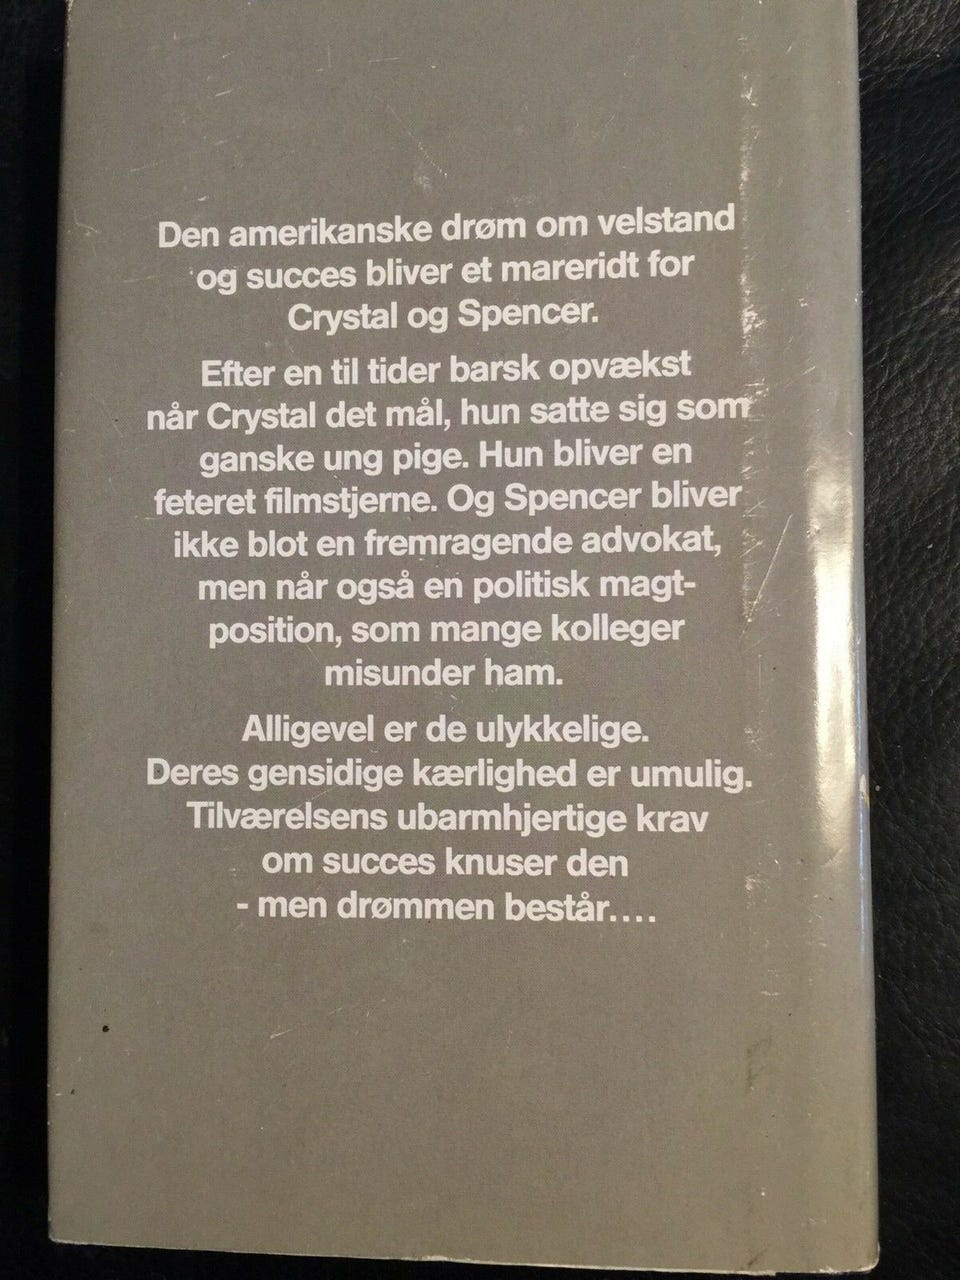 Den amerikanske drøm om velstand
og succes bliver et mareridt for
Crystal og Spencer.
Efter en til tider barsk opvækst
når Crystal det mål, hun satte sig som
ganske ung pige. Hun bliver en
feteret filmstjerne. Og Spencer bliver
ikke blot en fremragende advokat,
men når også en politisk magt-
position, som mange kolleger
misunder ham.
Alligevel er de ulykkelige.
Deres gensidige kærlighed er umulig.
Tilværelsens ubarmhjertige krav
om succes knuser den
- men drømmen består....